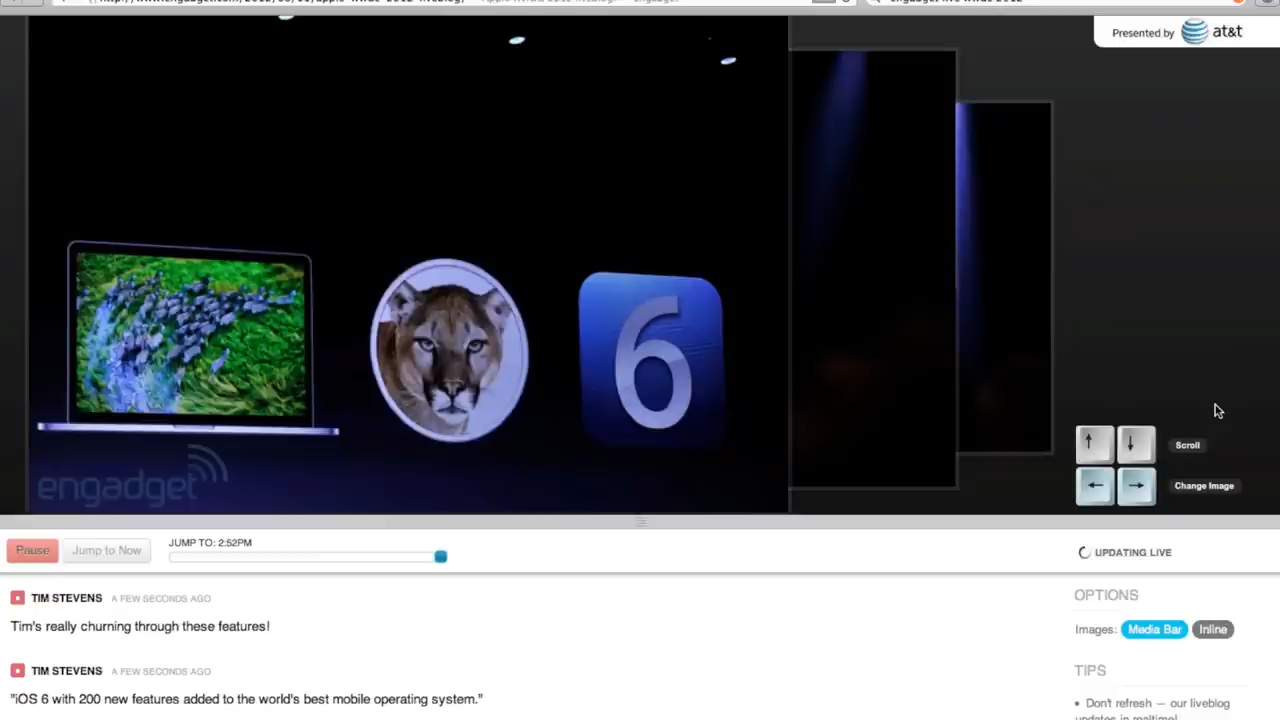 Presented by at&t
6
engadget
Scroll
Change Image
Pause
Jump to Now
JUMP TO: 2:52PM
UPDATING LIVE
TIM STEVENS A FEW SECONDS AGO
Tim's really churning through these features!
TIM STEVENS A FEW SECONDS AGO
"iOS 6 with 200 new features added to the world's best mobile operating system."
OPTIONS
Images: Media Bar Inline
TIPS
• Don't refresh — our liveblog
updates in realtime!